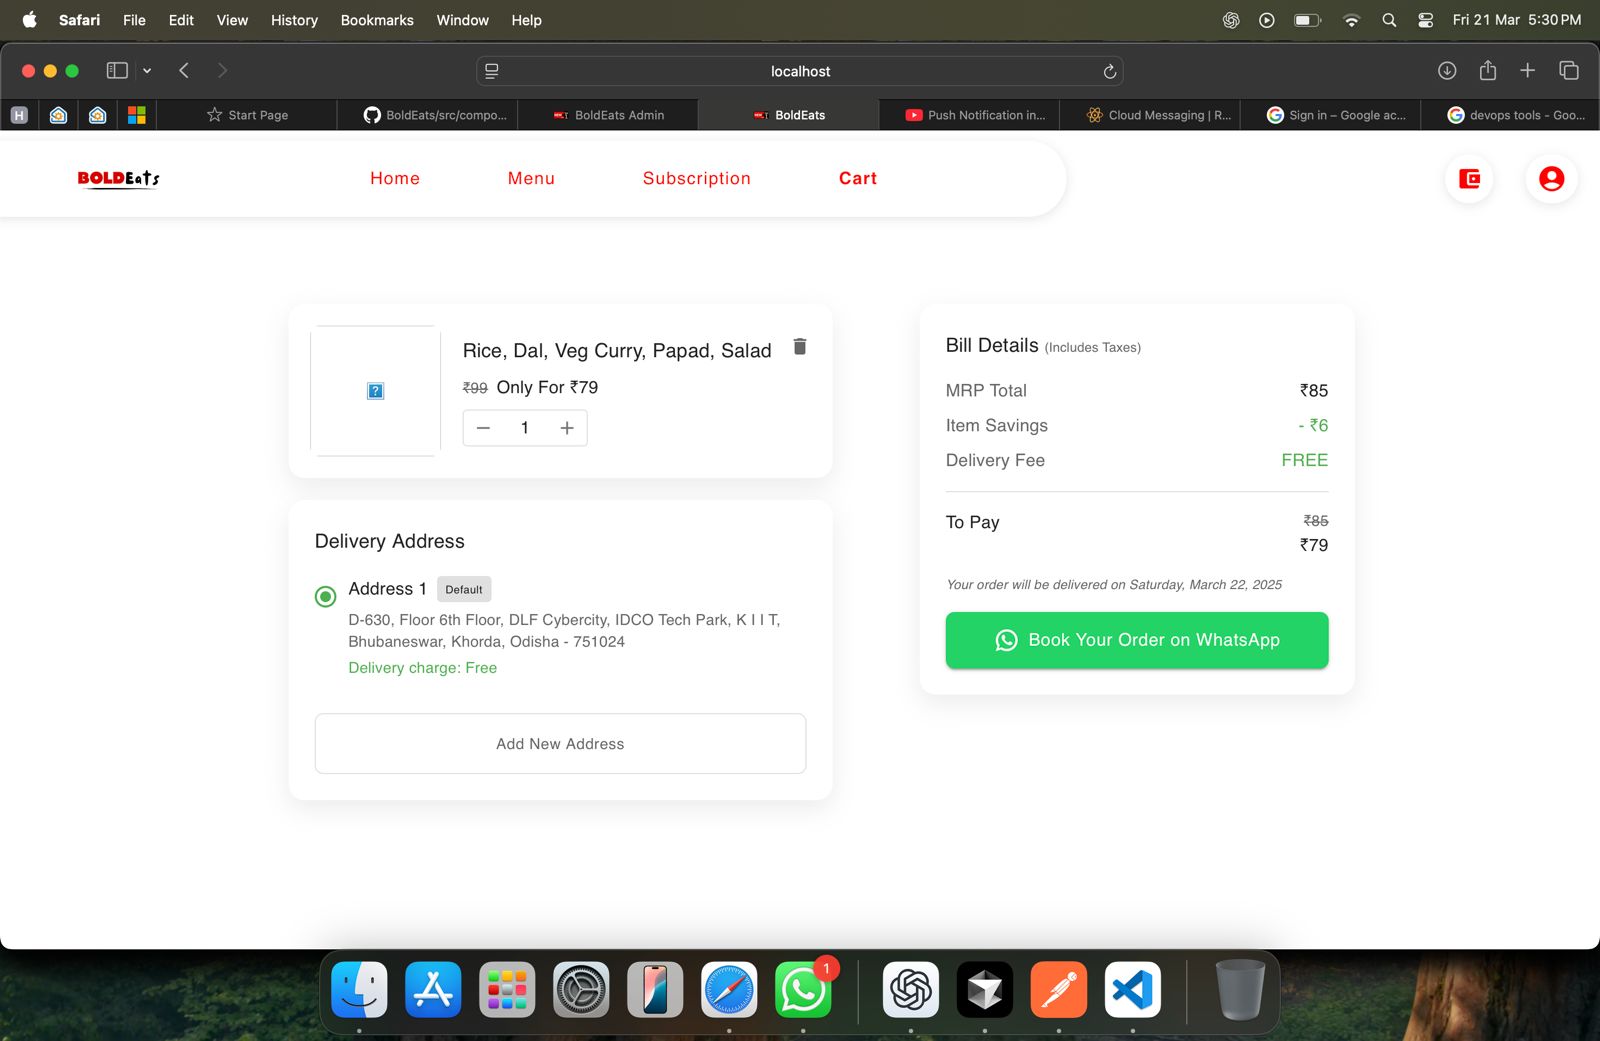 Safari File Edit View History Bookmarks Window Help Fri 21 Mar 5:30 PM
localhost
H Start Page BoldEats/src/compo... BoldEats Admin BoldEats Push Notification in... Cloud Messaging | R... Sign in – Google ac... devops tools - Goo...
BOLDEats Home Menu Subscription Cart
Rice, Dal, Veg Curry, Papad, Salad
₹99 Only For ₹79
1
Delivery Address
Address 1 Default
D-630, Floor 6th Floor, DLF Cybercity, IDCO Tech Park, K I I T,
Bhubaneswar, Khorda, Odisha - 751024
Delivery charge: Free
Add New Address
Bill Details (Includes Taxes)
MRP Total ₹85
Item Savings - ₹6
Delivery Fee FREE
To Pay ₹85
₹79
Your order will be delivered on Saturday, March 22, 2025
Book Your Order on WhatsApp
1